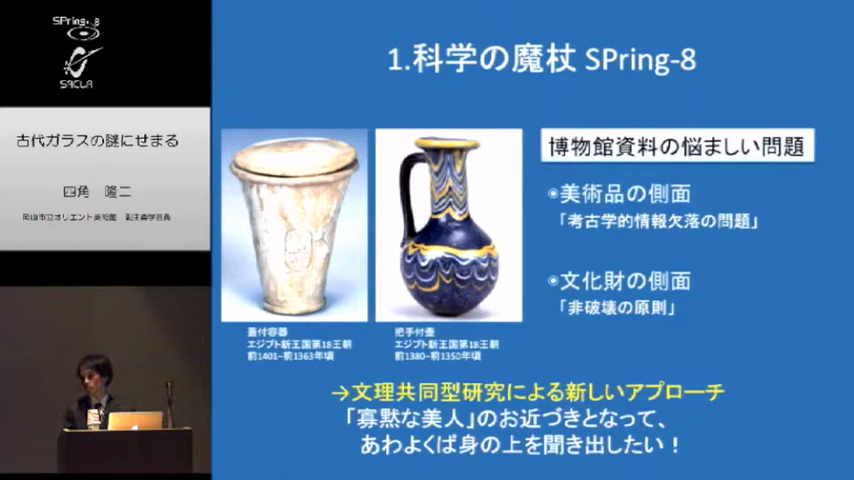 SPring-8
SACLA
古代ガラスの謎にせまる
四角 隆二
岡山市立オリエント美術館 副主査学芸員
1.科学の魔杖 SPring-8
博物館資料の悩ましい問題
◉美術品の側面
「考古学的情報欠落の問題」
◉文化財の側面
「非破壊の原則」
蓋付容器
エジプト新王国第18王朝
前1401−前1363年頃
把手付壷
エジプト新王国第18王朝
前1380−前1350年頃
→文理共同型研究による新しいアプローチ
「寡黙な美人」のお近づきとなって、
あわよくば身の上を聞き出したい！